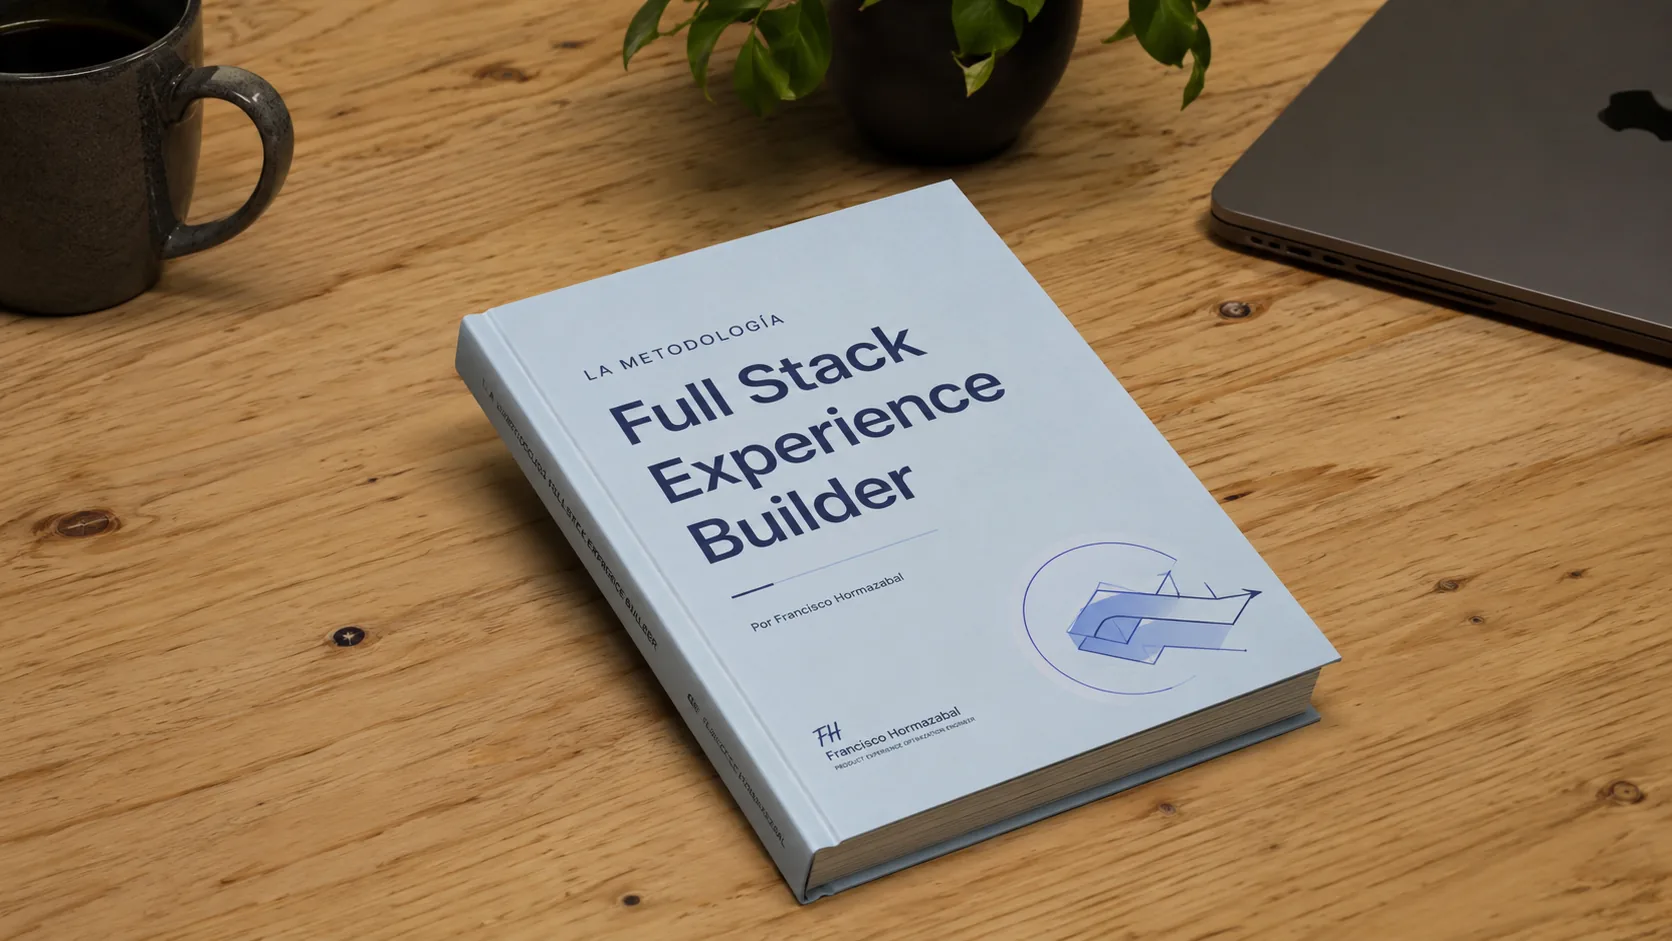 LA METODOLOGÍA
Full Stack
Experience
Builder
Por Francisco Hormazabal
FH
Francisco Hormazabal
PRODUCT EXPERIENCE OPTIMIZATION ENGINEER